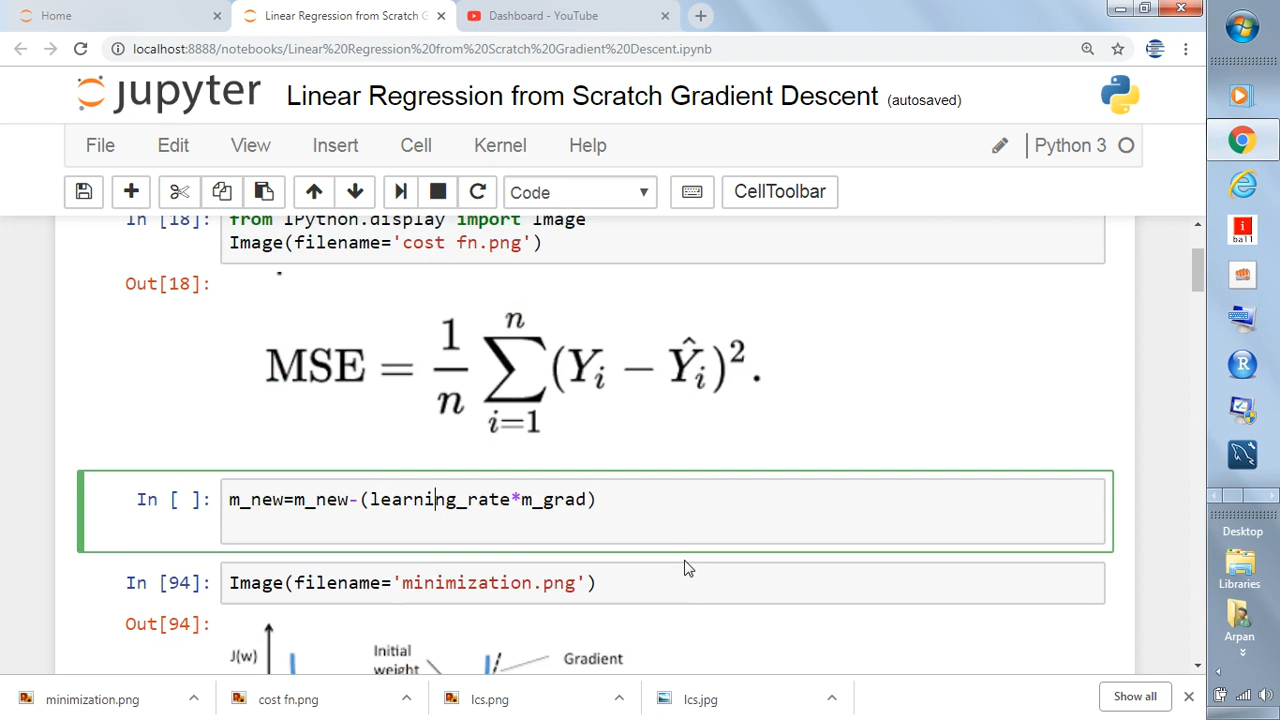 Home
Linear Regression from Scratch G
Dashboard - YouTube
localhost:8888/notebooks/Linear%20Regression%20from%20Scratch%20Gradient%20Descent.ipynb
jupyter Linear Regression from Scratch Gradient Descent (autosaved)
File Edit View Insert Cell Kernel Help Python 3
Code CellToolbar
In [18]: from IPython.display import Image
Image(filename='cost fn.png')
Out[18]:
MSE = 1/n ∑_{i=1}^{n} (Y_i − Ŷ_i)^2.
In [ ]: m_new=m_new-(learning_rate*m_grad)
In [94]: Image(filename='minimization.png')
Out[94]:
J(w)
Initial
weight
Gradient
minimization.png cost fn.png lcs.png lcs.jpg Show all
i
ball
R
Desktop
Libraries
Arpan